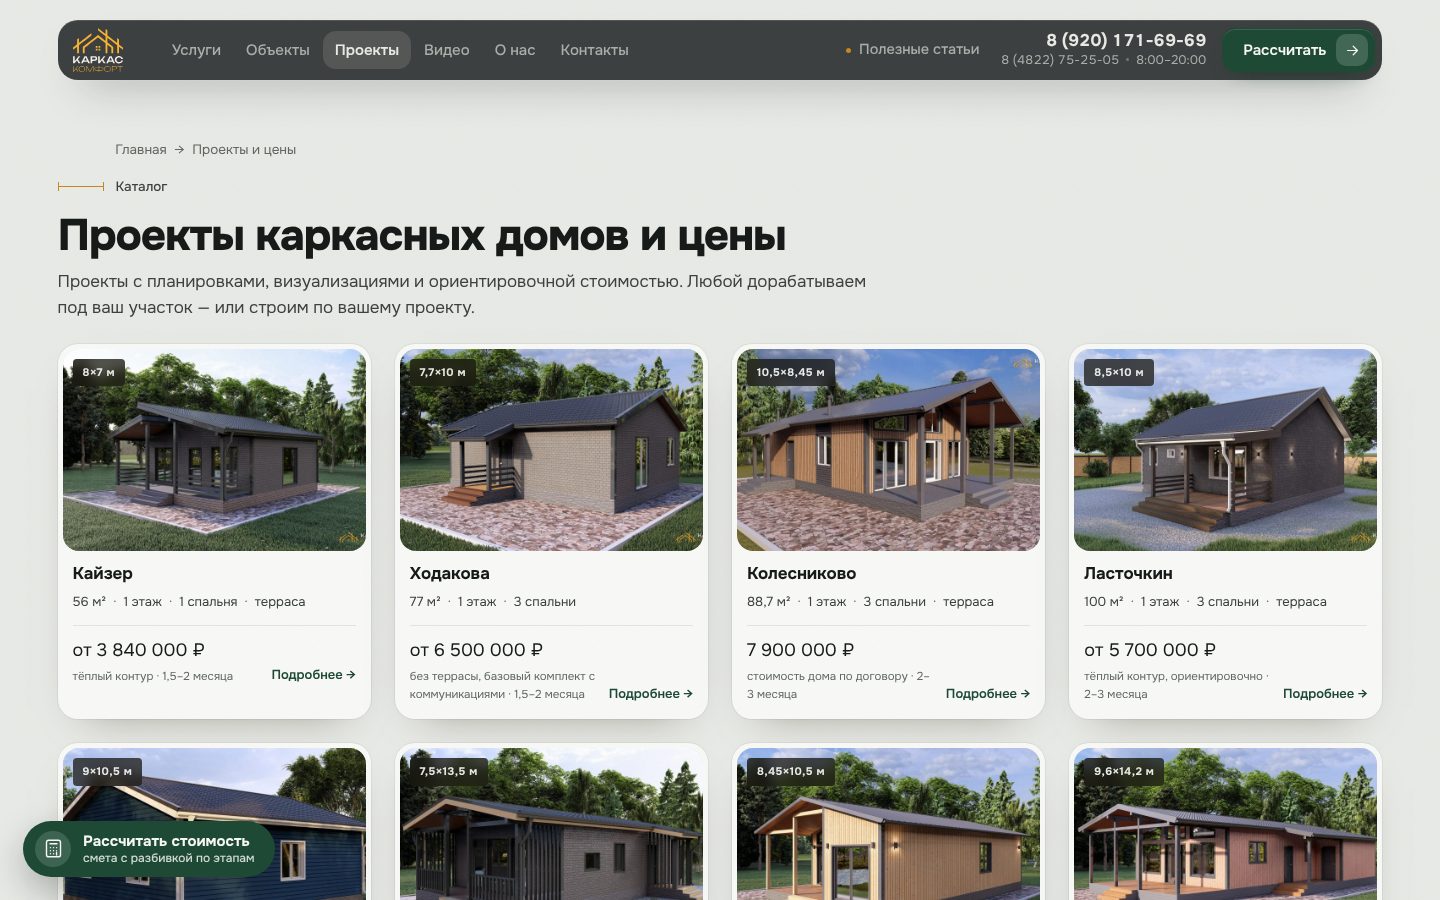 КАРКАС
КОМФОРТ
Услуги
Объекты
Проекты
Видео
О нас
Контакты
Полезные статьи
8 (920) 171-69-69
8 (4822) 75-25-05 • 8:00–20:00
Рассчитать →
Главная → Проекты и цены
Каталог
Проекты каркасных домов и цены
Проекты с планировками, визуализациями и ориентировочной стоимостью. Любой дорабатываем
под ваш участок — или строим по вашему проекту.
8×7 м
Кайзер
56 м² · 1 этаж · 1 спальня · терраса
от 3 840 000 ₽
тёплый контур · 1,5–2 месяца
Подробнее →
7,7×10 м
Ходакова
77 м² · 1 этаж · 3 спальни
от 6 500 000 ₽
без террасы, базовый комплект с
коммуникациями · 1,5–2 месяца
Подробнее →
10,5×8,45 м
Колесниково
88,7 м² · 1 этаж · 3 спальни · терраса
7 900 000 ₽
стоимость дома по договору · 2–
3 месяца
Подробнее →
8,5×10 м
Ласточкин
100 м² · 1 этаж · 3 спальни · терраса
от 5 700 000 ₽
тёплый контур, ориентировочно ·
2–3 месяца
Подробнее →
9×10,5 м
7,5×13,5 м
8,45×10,5 м
9,6×14,2 м
Рассчитать стоимость
смета с разбивкой по этапам